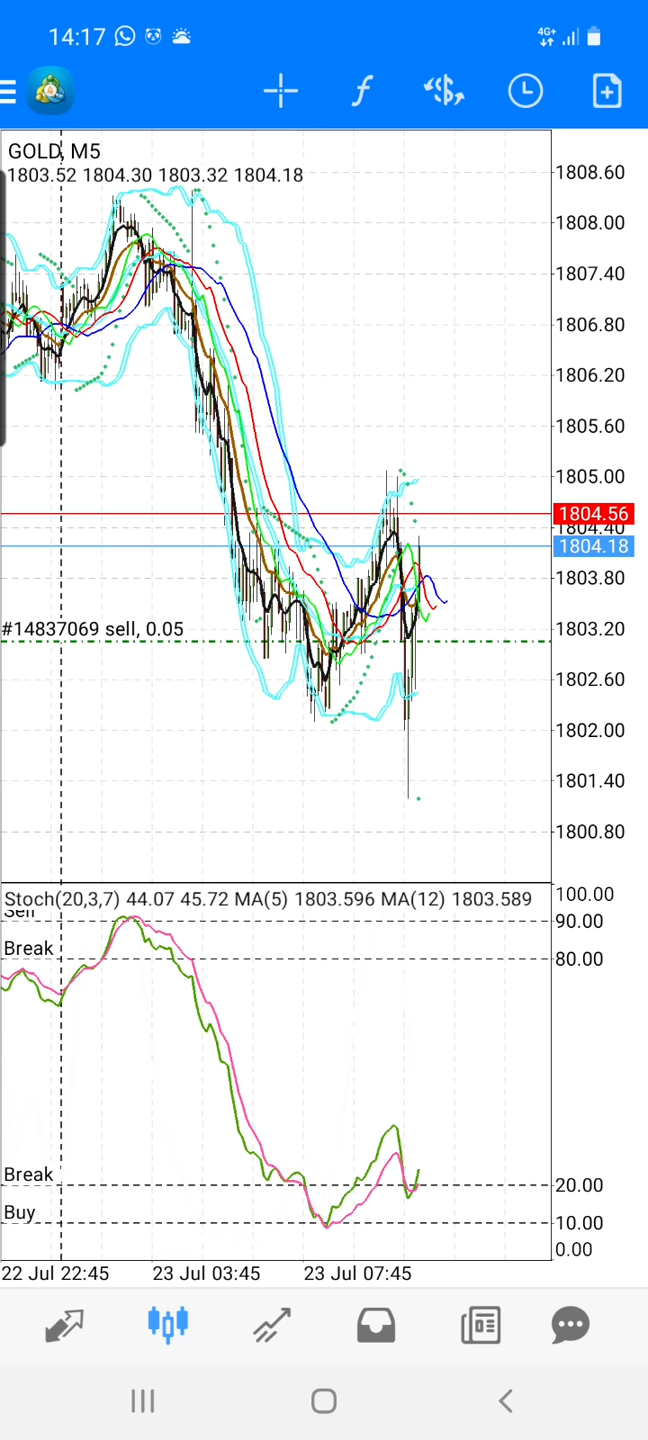 14:17
4G+
GOLD, M5
1803.52 1804.30 1803.32 1804.18
1808.60
1808.00
1807.40
1806.80
1806.20
1805.60
1805.00
1804.56
1804.40
1804.18
1803.80
#14837069 sell, 0.05
1803.20
1802.60
1802.00
1801.40
1800.80
Stoch(20,3,7) 44.07 45.72 MA(5) 1803.596 MA(12) 1803.589
100.00
Sell
90.00
Break
80.00
Break
20.00
Buy
10.00
0.00
22 Jul 22:45 23 Jul 03:45 23 Jul 07:45